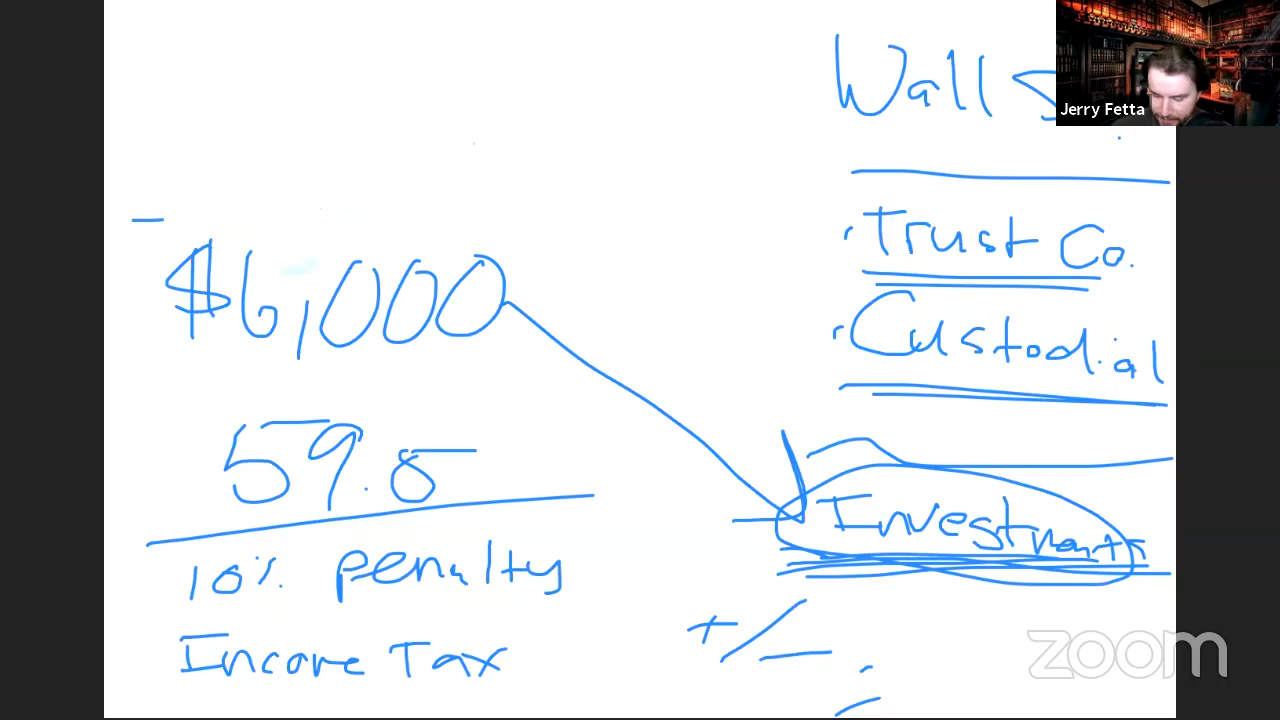 Wall S
Jerry Fetta
Trust Co.
$6,000
Custodial
59.5
Investments
10% penalty
Income Tax
+/-
zoom